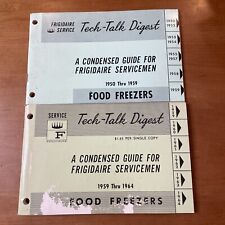 FRIGIDAIRE
SERVICE
Tech-Talk Digest
A CONDENSED GUIDE FOR
FRIGIDAIRE SERVICEMEN
1950 Thru 1959
FOOD FREEZERS
SERVICE
F
Tech-Talk Digest
$1.65 PER SINGLE COPY
A CONDENSED GUIDE FOR
FRIGIDAIRE SERVICEMEN
1959 Thru 1964
FOOD FREEZERS